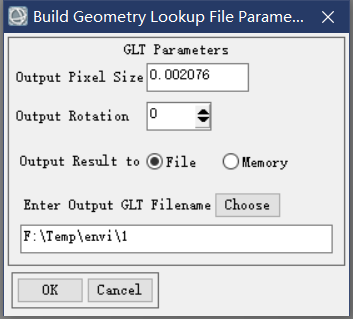 Build Geometry Lookup File Parame...
GLT Parameters
Output Pixel Size 0.002076
Output Rotation 0
Output Result to File Memory
Enter Output GLT Filename Choose
F:\Temp\envi\1
OK Cancel